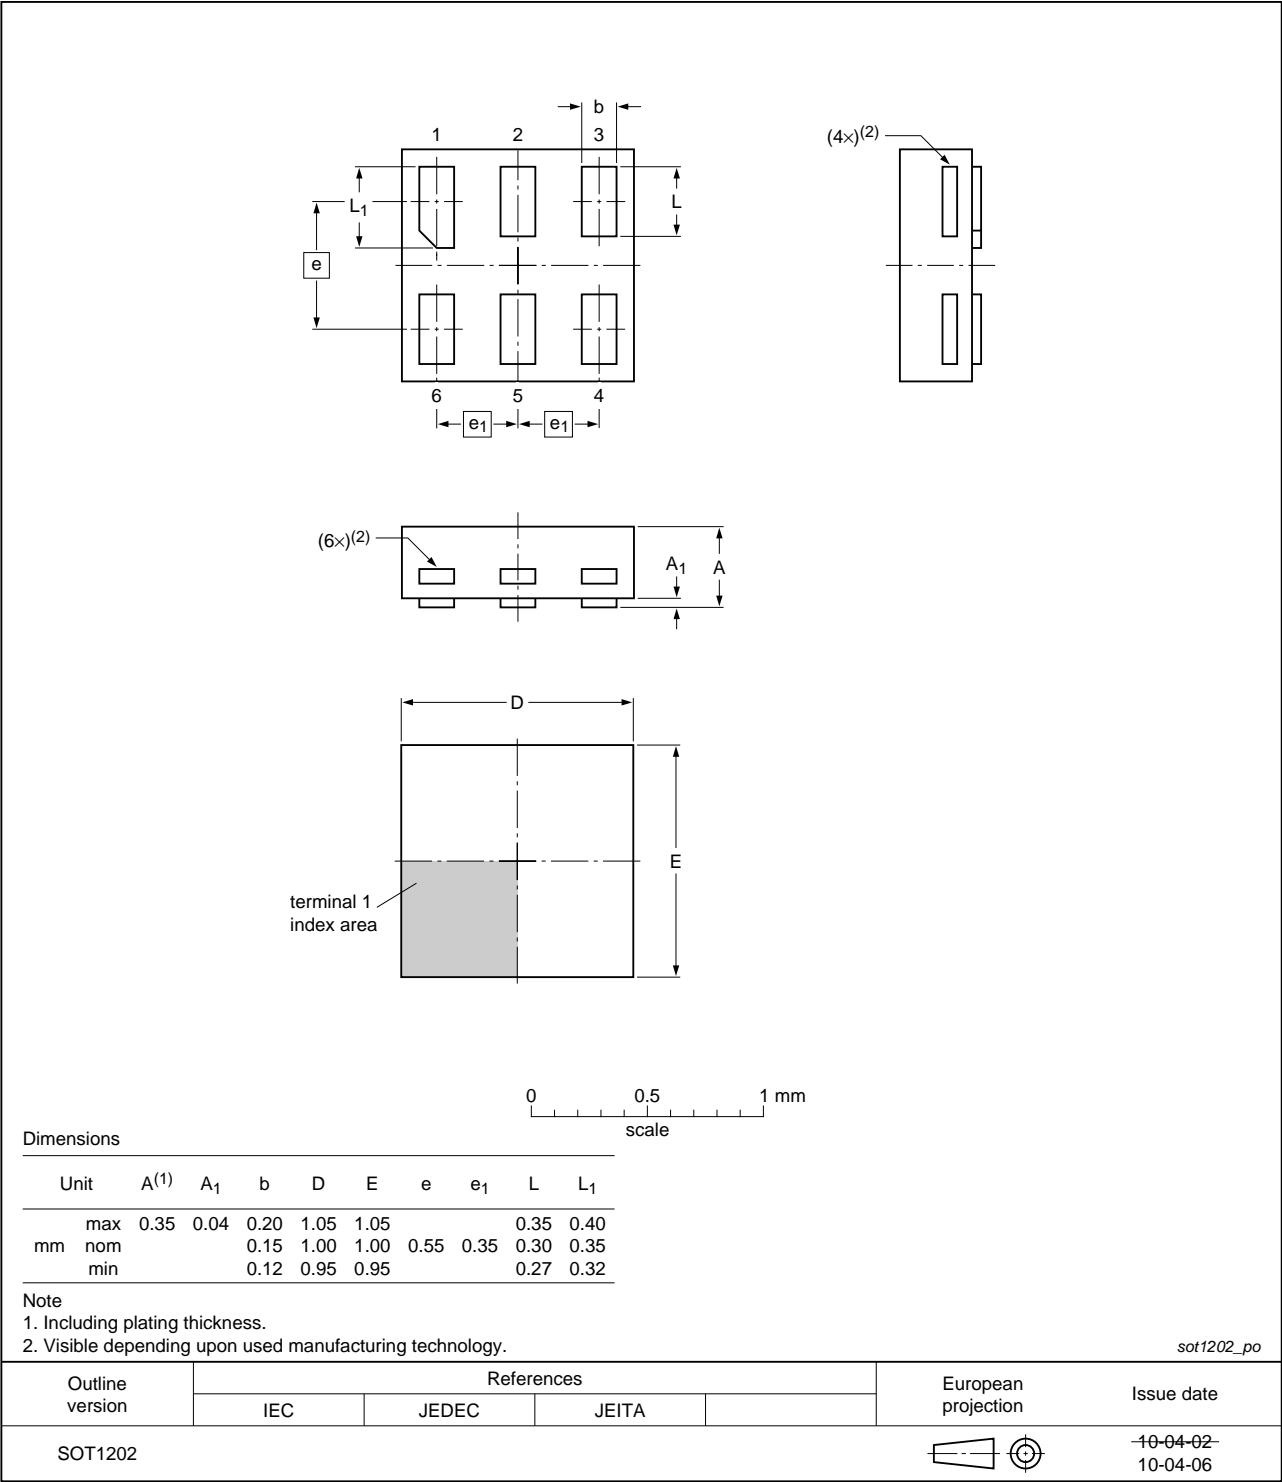 b
1 2 3
(4×)(2)
L1
L
e
6 5 4
e1 e1
(6×)(2)
A1 A
D
E
terminal 1
index area
0 0.5 1 mm
scale
Dimensions
Unit A(1) A1 b D E e e1 L L1
max 0.35 0.04 0.20 1.05 1.05 0.35 0.40
mm nom 0.15 1.00 1.00 0.55 0.35 0.30 0.35
min 0.12 0.95 0.95 0.27 0.32
Note
1. Including plating thickness.
2. Visible depending upon used manufacturing technology.
sot1202_po
Outline
version
References
IEC JEDEC JEITA
European
projection
Issue date
SOT1202
10-04-02
10-04-06